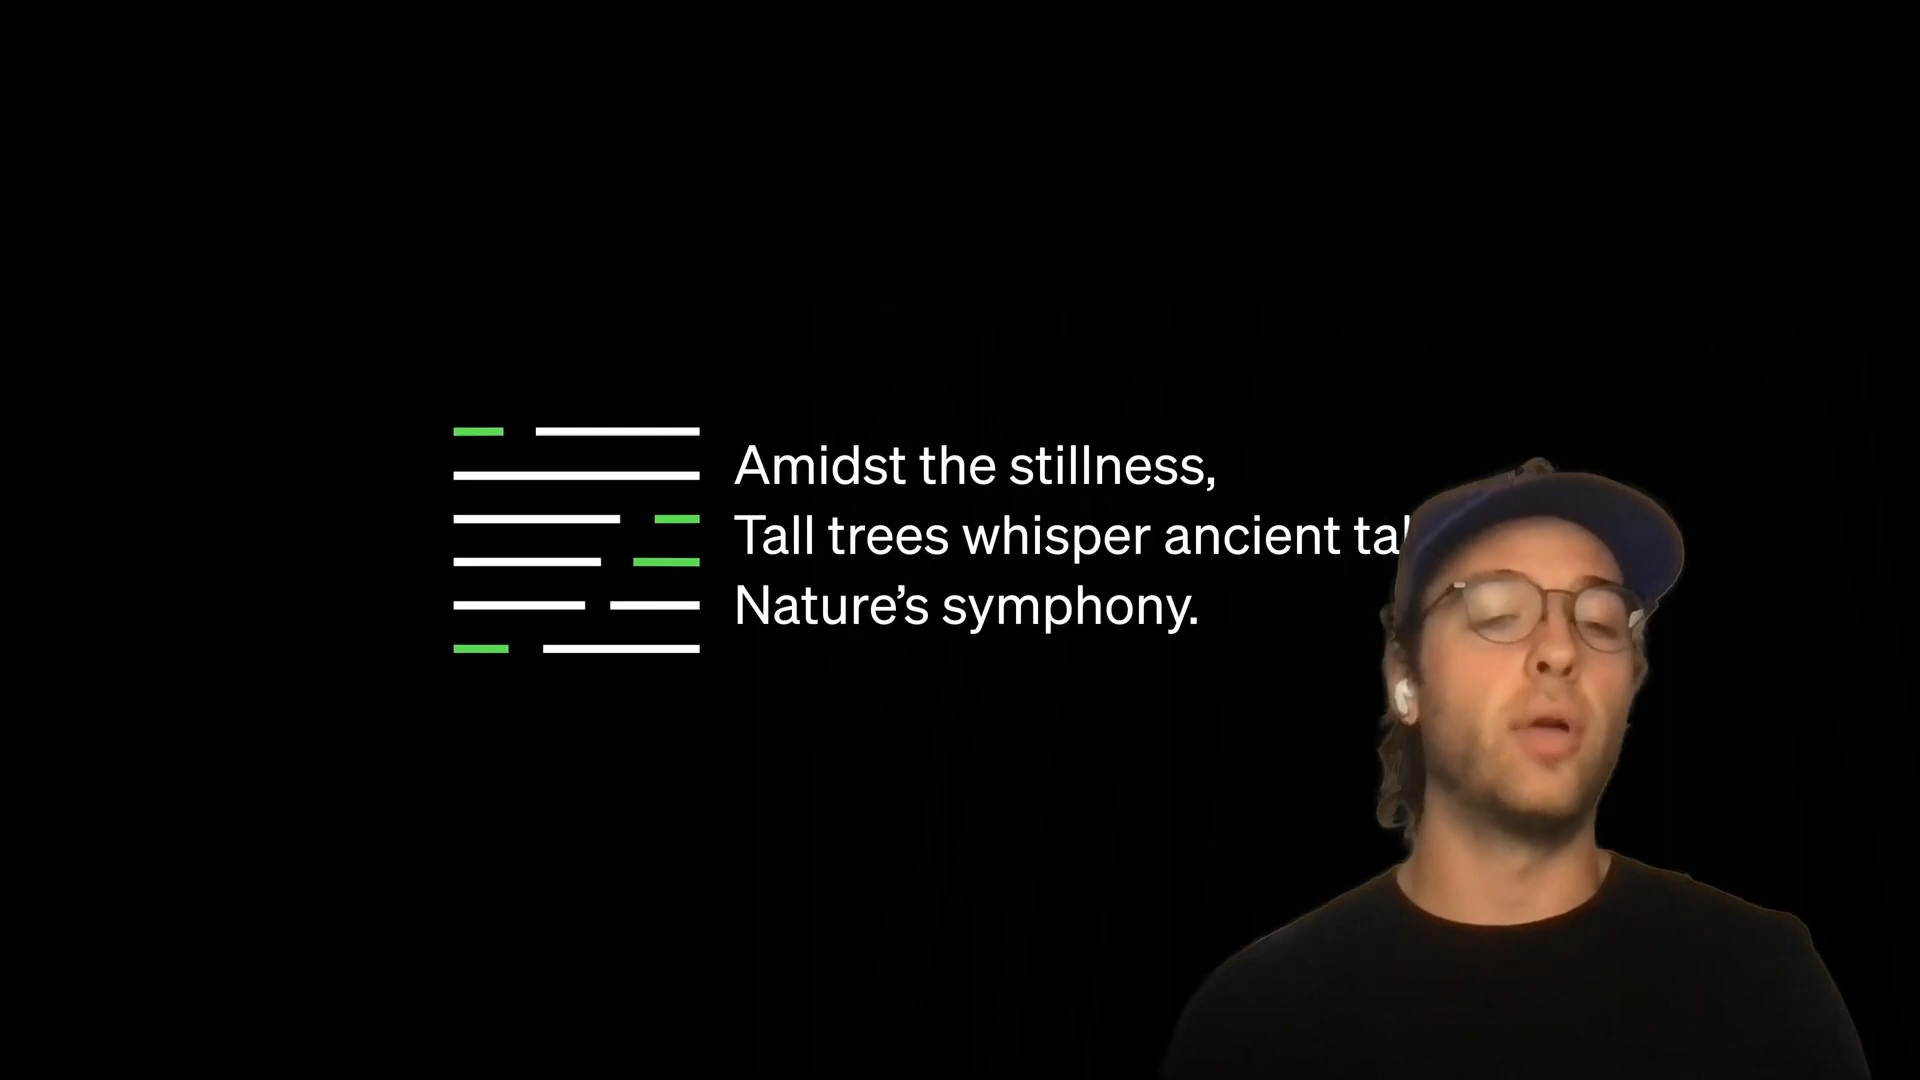 Amidst the stillness,
Tall trees whisper ancient
Nature’s symphony.